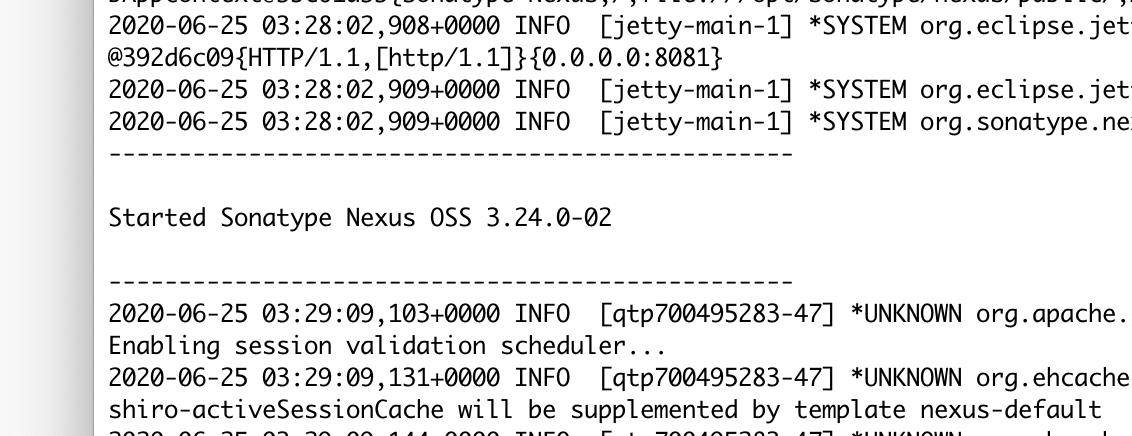 2020-06-25 03:28:02,908+0000 INFO  [jetty-main-1] *SYSTEM org.eclipse.jett
@392d6c09{HTTP/1.1,[http/1.1]}{0.0.0.0:8081}
2020-06-25 03:28:02,909+0000 INFO  [jetty-main-1] *SYSTEM org.eclipse.jett
2020-06-25 03:28:02,909+0000 INFO  [jetty-main-1] *SYSTEM org.sonatype.nex
-------------------------------------------------
Started Sonatype Nexus OSS 3.24.0-02
-------------------------------------------------
2020-06-25 03:29:09,103+0000 INFO  [qtp700495283-47] *UNKNOWN org.apache.
Enabling session validation scheduler...
2020-06-25 03:29:09,131+0000 INFO  [qtp700495283-47] *UNKNOWN org.ehcache
shiro-activeSessionCache will be supplemented by template nexus-default